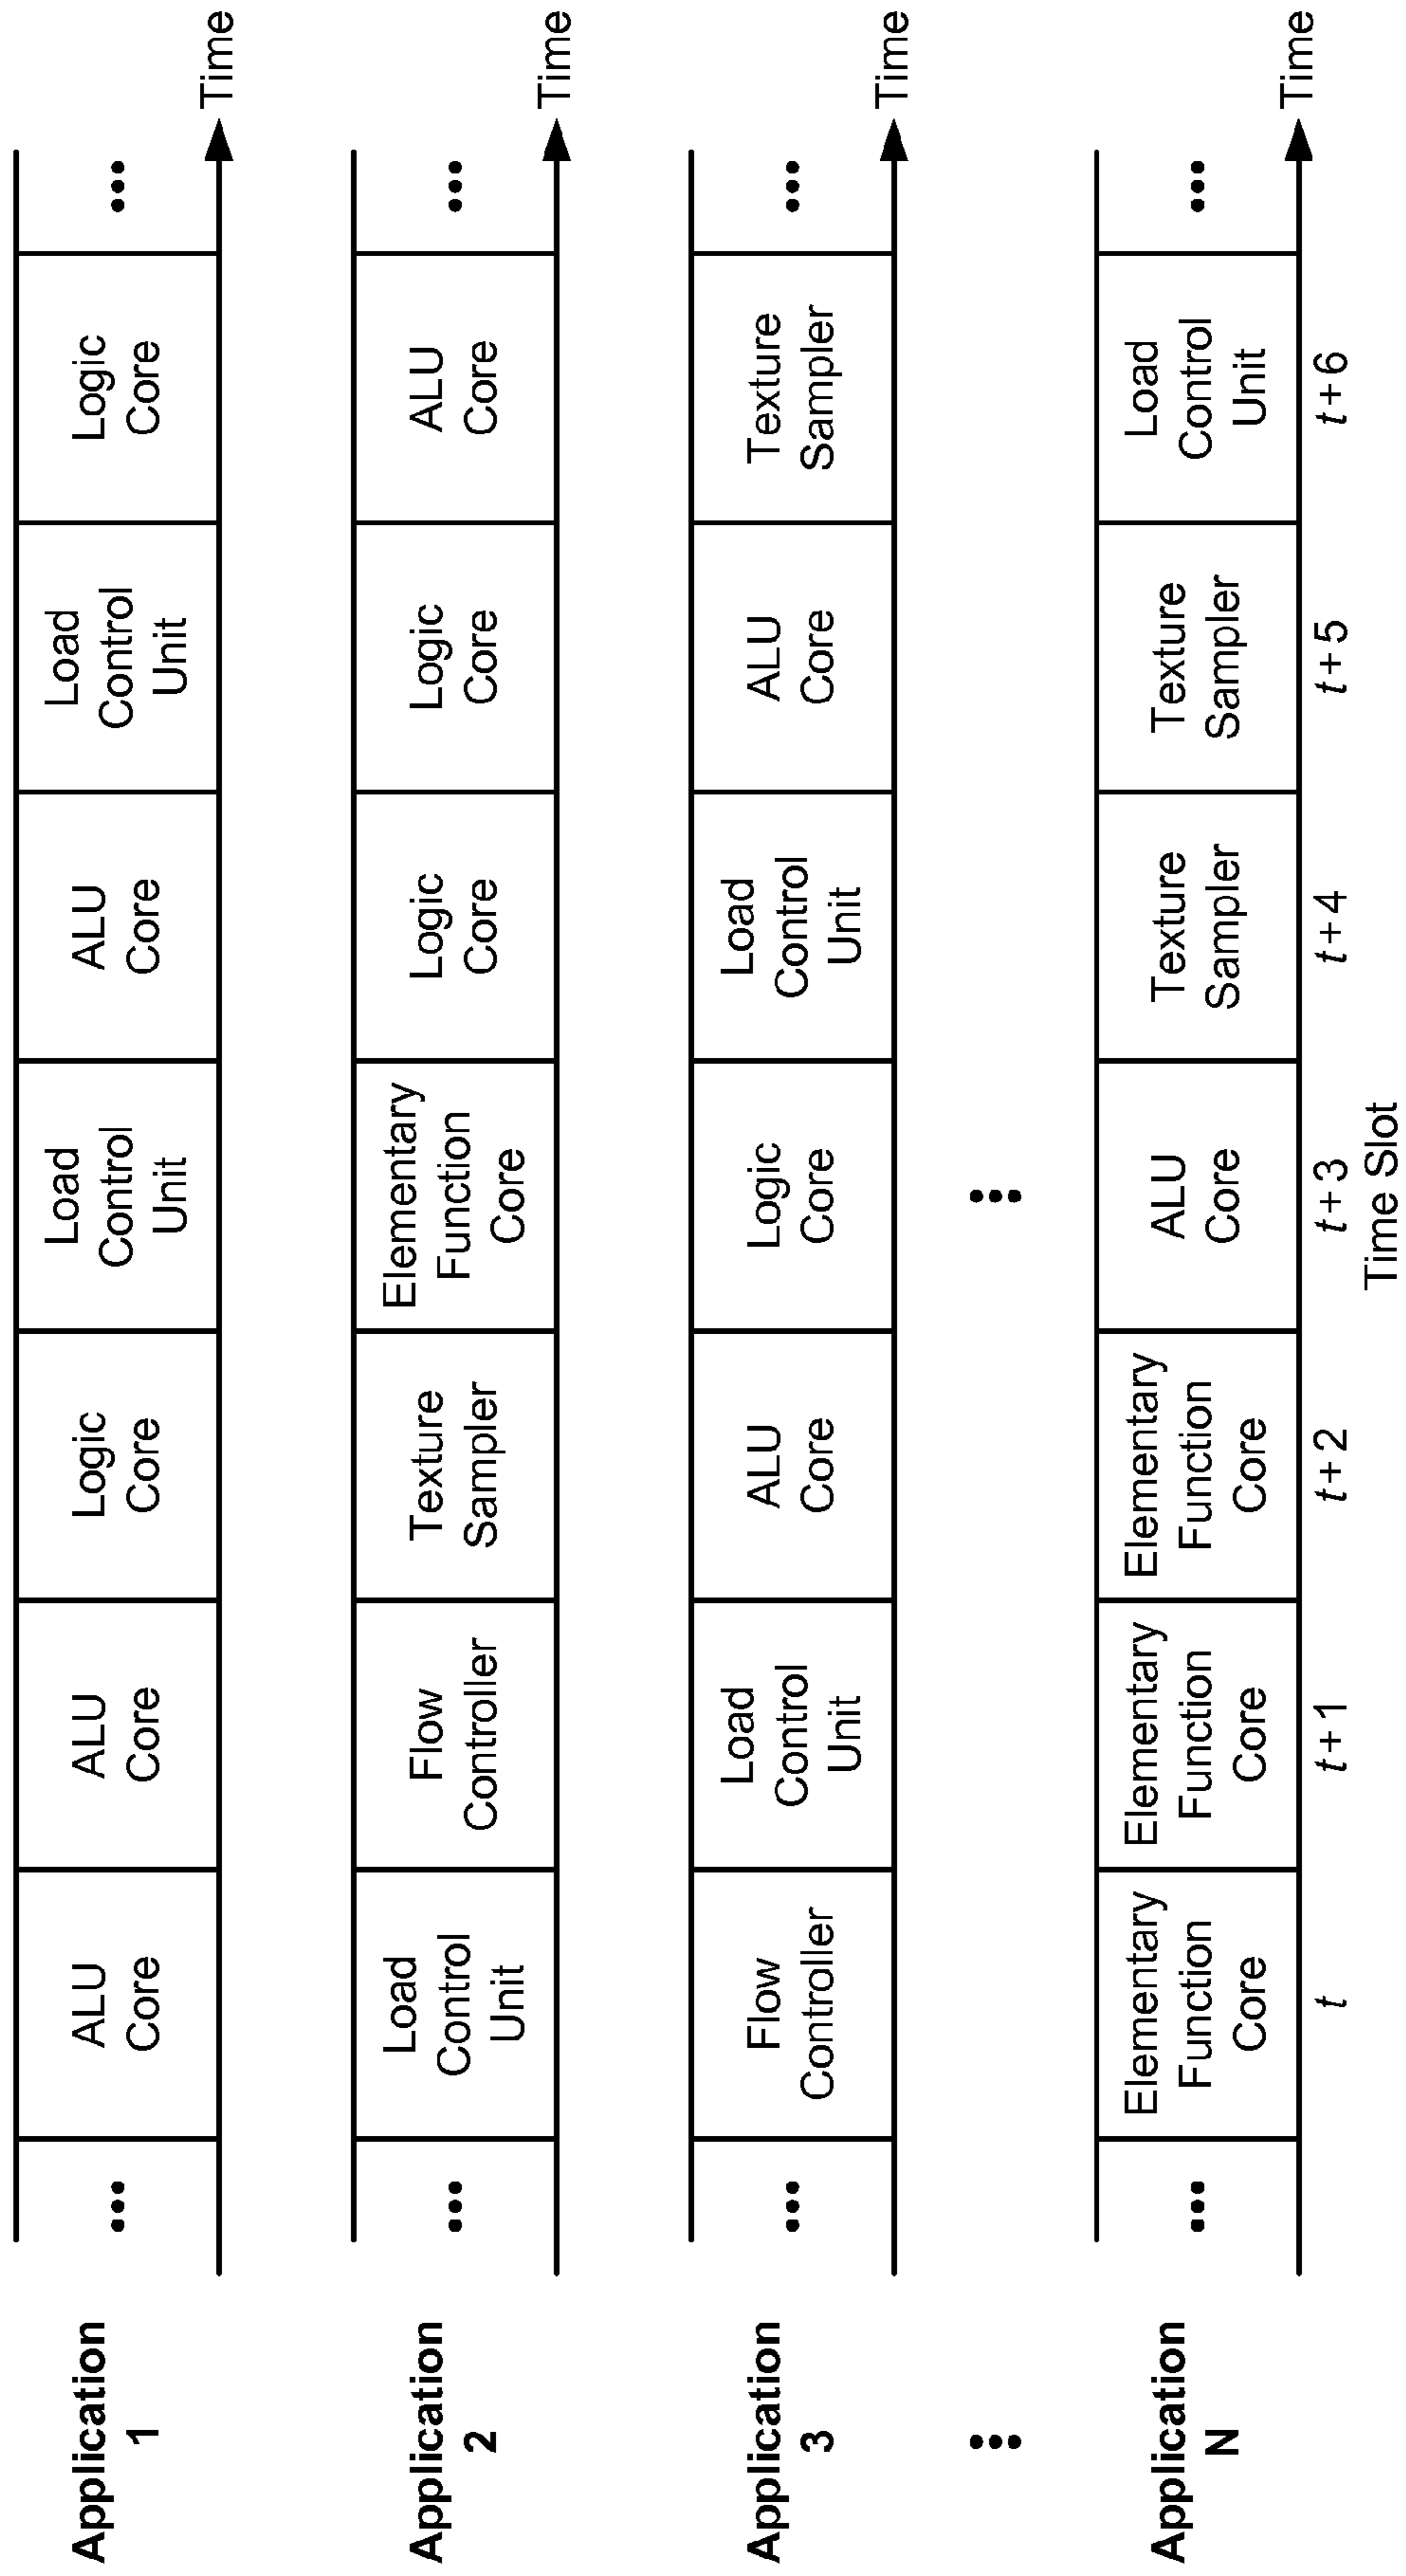 Application
1
...
ALU
Core
ALU
Core
Logic
Core
Load
Control
Unit
ALU
Core
Load
Control
Unit
Logic
Core
...
Time
Application
2
...
Load
Control
Unit
Flow
Controller
Texture
Sampler
Elementary
Function
Core
Logic
Core
Logic
Core
ALU
Core
...
Time
Application
3
...
Flow
Controller
Load
Control
Unit
ALU
Core
Logic
Core
Load
Control
Unit
ALU
Core
Texture
Sampler
...
Time
Application
N
...
Elementary
Function
Core
Elementary
Function
Core
Elementary
Function
Core
ALU
Core
Texture
Sampler
Texture
Sampler
Load
Control
Unit
...
Time
t
t+1
t+2
t+3
t+4
t+5
t+6
Time Slot